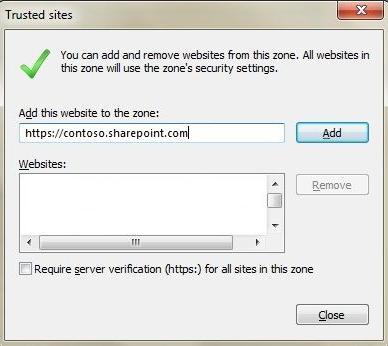 Trusted sites
You can add and remove websites from this zone. All websites in
this zone will use the zone's security settings.
Add this website to the zone:
https://contoso.sharepoint.com
Add
Websites:
Remove
Require server verification (https:) for all sites in this zone
Close